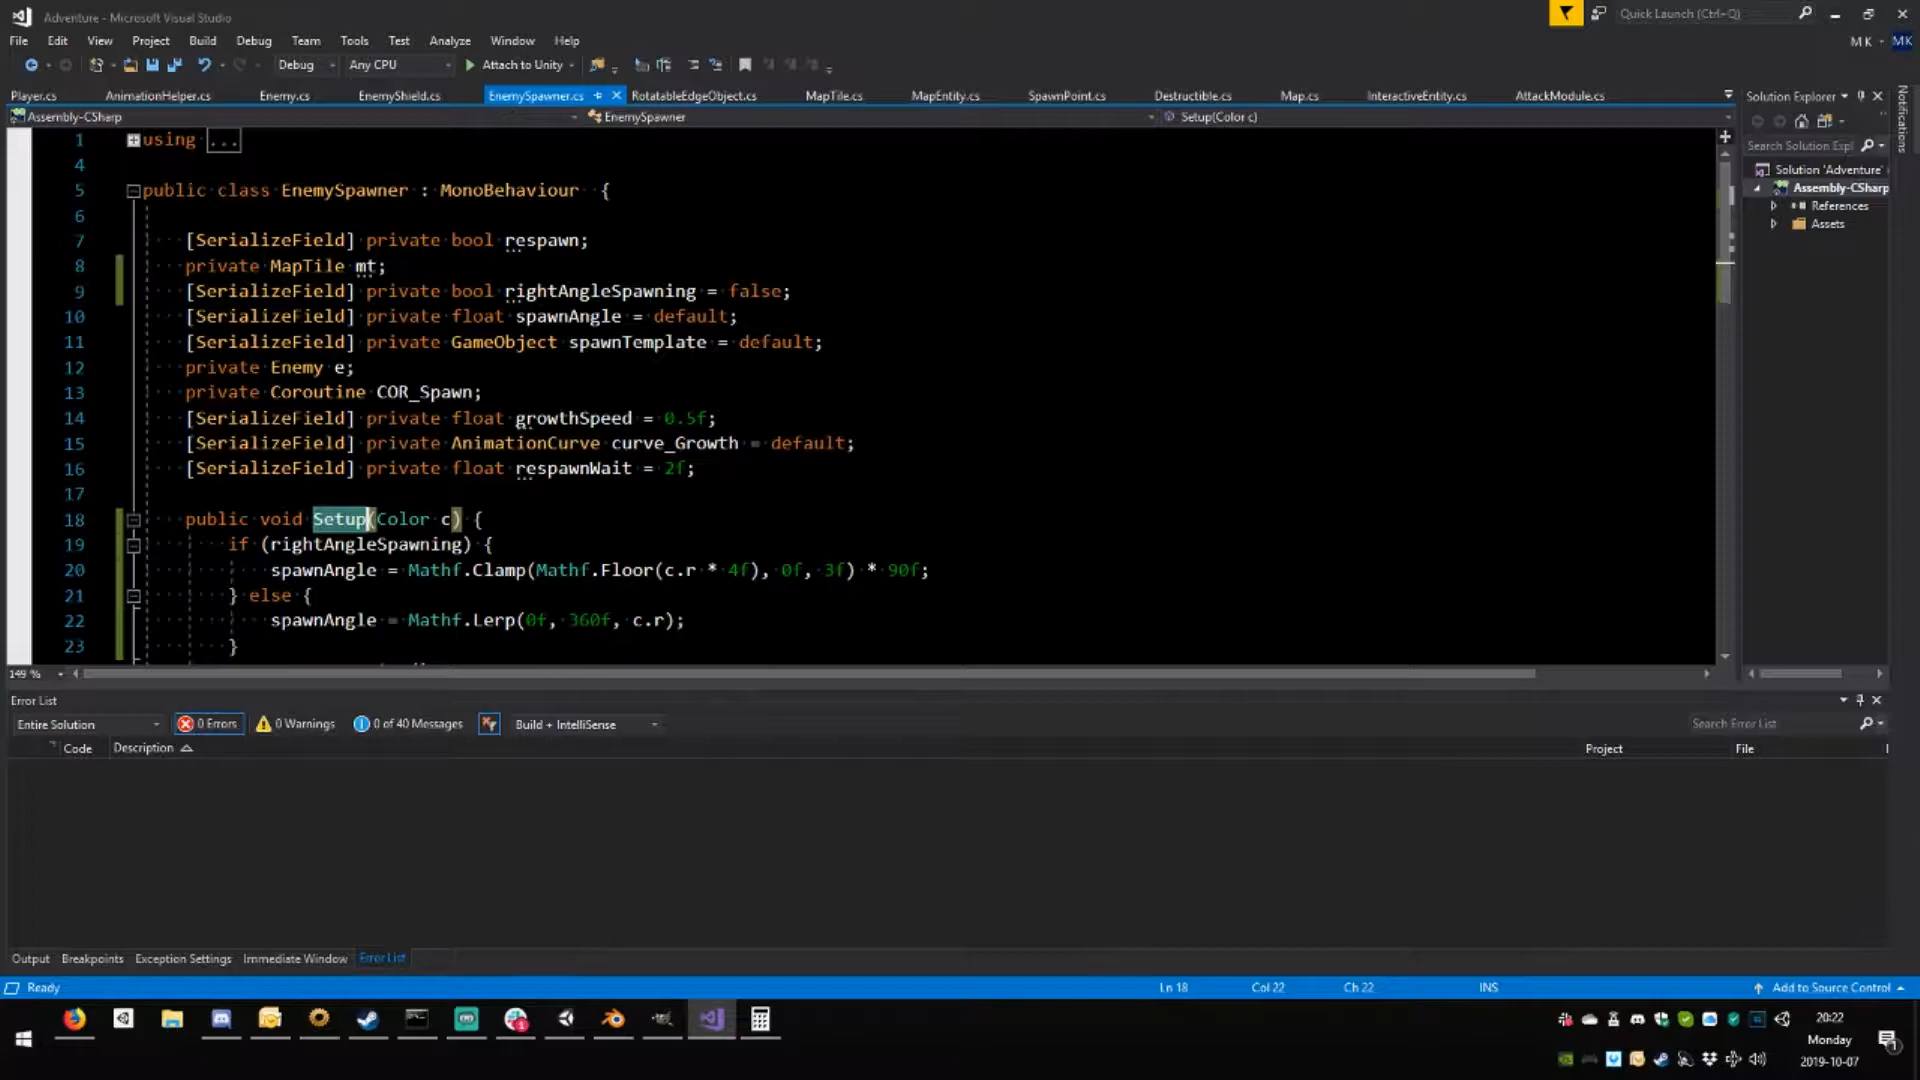 Adventure - Microsoft Visual Studio
Quick Launch (Ctrl+Q)
File Edit View Project Build Debug Team Tools Test Analyze Window Help
M K MK
Debug Any CPU Attach to Unity
Player.cs AnimationHelper.cs Enemy.cs EnemyShield.cs EnemySpawner.cs RotatableEdgeObject.cs MapTile.cs MapEntity.cs SpawnPoint.cs Destructible.cs Map.cs InteractiveEntity.cs AttackModule.cs
Solution Explorer
Notifications
Assembly-CSharp EnemySpawner Setup(Color c)
Search Solution Expl
Solution 'Adventure'
Assembly-CSharp
References
Assets
1 using ...
4
5 public class EnemySpawner : MonoBehaviour {
6
7 [SerializeField] private bool respawn;
8 private MapTile mt;
9 [SerializeField] private bool rightAngleSpawning = false;
10 [SerializeField] private float spawnAngle = default;
11 [SerializeField] private GameObject spawnTemplate = default;
12 private Enemy e;
13 private Coroutine COR_Spawn;
14 [SerializeField] private float growthSpeed = 0.5f;
15 [SerializeField] private AnimationCurve curve_Growth = default;
16 [SerializeField] private float respawnWait = 2f;
17
18 public void Setup(Color c) {
19 if (rightAngleSpawning) {
20 spawnAngle = Mathf.Clamp(Mathf.Floor(c.r * 4f), 0f, 3f) * 90f;
21 } else {
22 spawnAngle = Mathf.Lerp(0f, 360f, c.r);
23 }
149 %
Error List
Entire Solution 0 Errors 0 Warnings 0 of 40 Messages Build + IntelliSense
Search Error List
Code Description Project File
Output Breakpoints Exception Settings Immediate Window Error List
Ready Ln 18 Col 22 Ch 22 INS Add to Source Control
20:22
Monday
2019-10-07